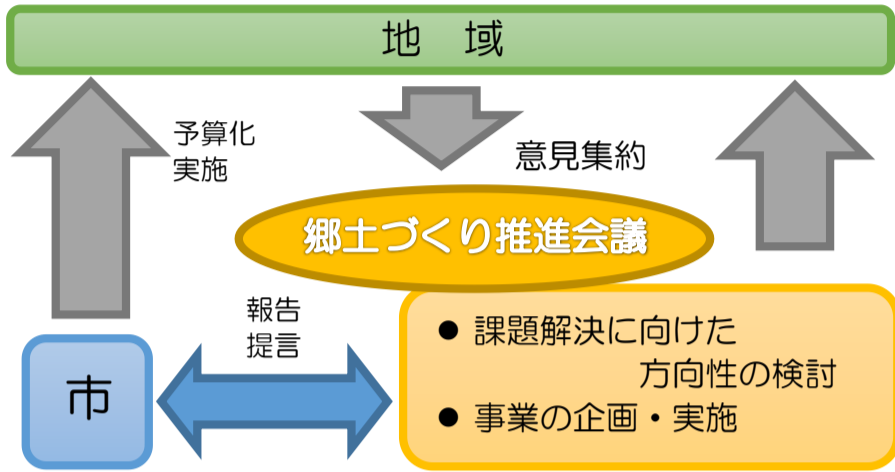 地　域
予算化
実施
意見集約
郷土づくり推進会議
報告
提言
市
● 課題解決に向けた
方向性の検討
● 事業の企画・実施